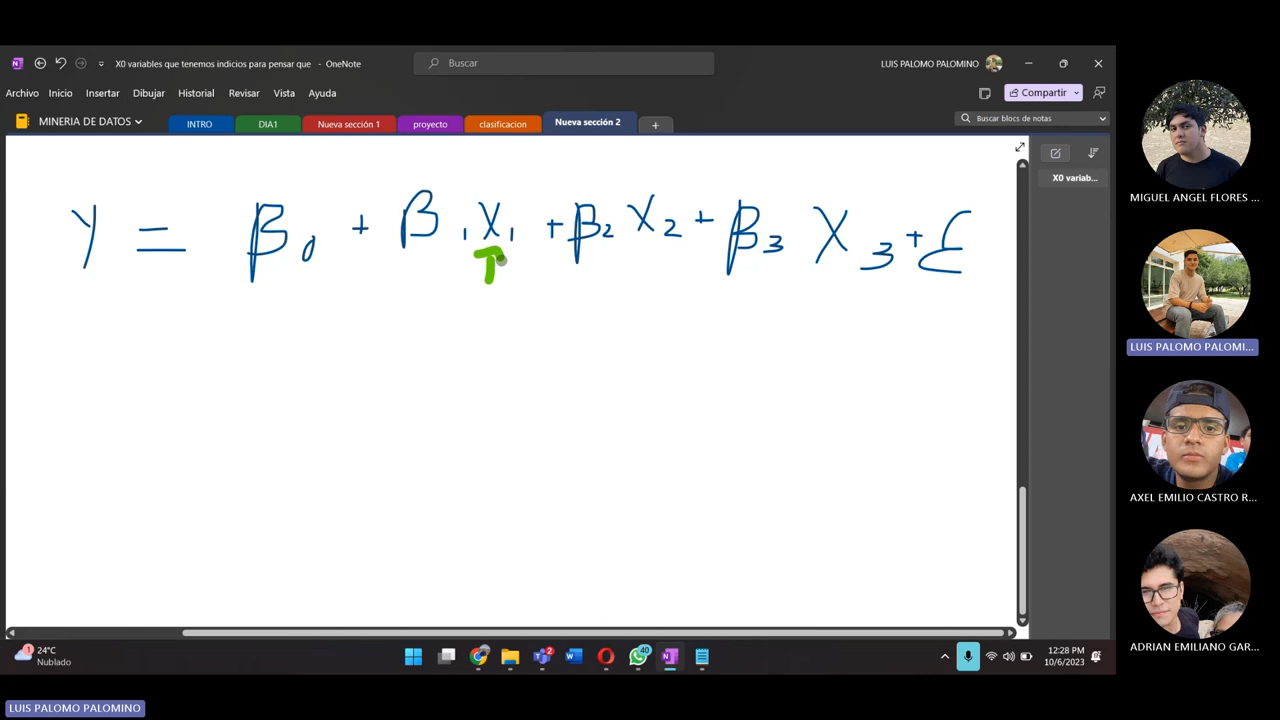 X0 variables que tenemos indicios para pensar que - OneNote
Buscar
LUIS PALOMO PALOMINO
Archivo Inicio Insertar Dibujar Historial Revisar Vista Ayuda
Compartir
MINERIA DE DATOS
INTRO DIA1 Nueva sección 1 proyecto clasificacion Nueva sección 2 +
Buscar blocs de notas
X0 variab...
Y = β0 + β1X1 + β2X2 + β3X3 + ε
T
MIGUEL ANGEL FLORES ...
LUIS PALOMO PALOMI...
AXEL EMILIO CASTRO R...
ADRIAN EMILIANO GAR...
1
24°C
Nublado
2
40
12:28 PM
10/6/2023
LUIS PALOMO PALOMINO